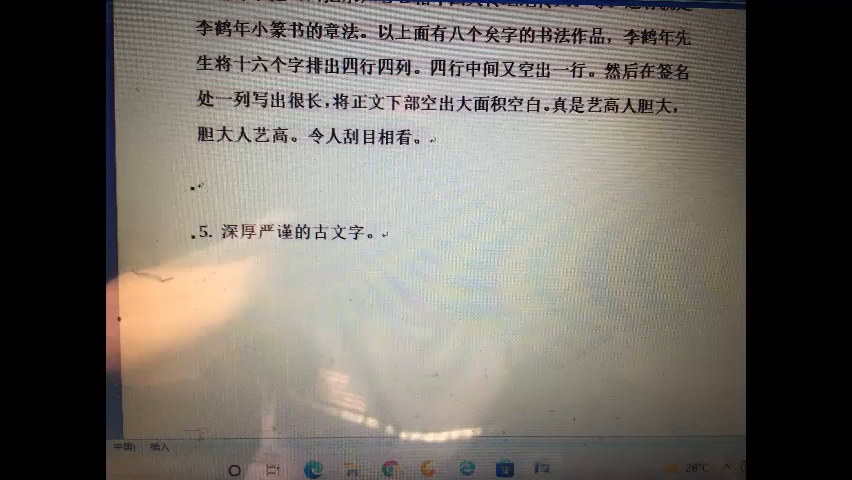 李鹤年小篆书的章法。以上面有八个矣字的书法作品，李鹤年先
生将十六个字排出四行四列。四行中间又空出一行。然后在签名
处一列写出很长，将正文下部空出大面积空白。真是艺高人胆大，
胆大人艺高。令人刮目相看。
5. 深厚严谨的古文字。
中国) 插入
28°C